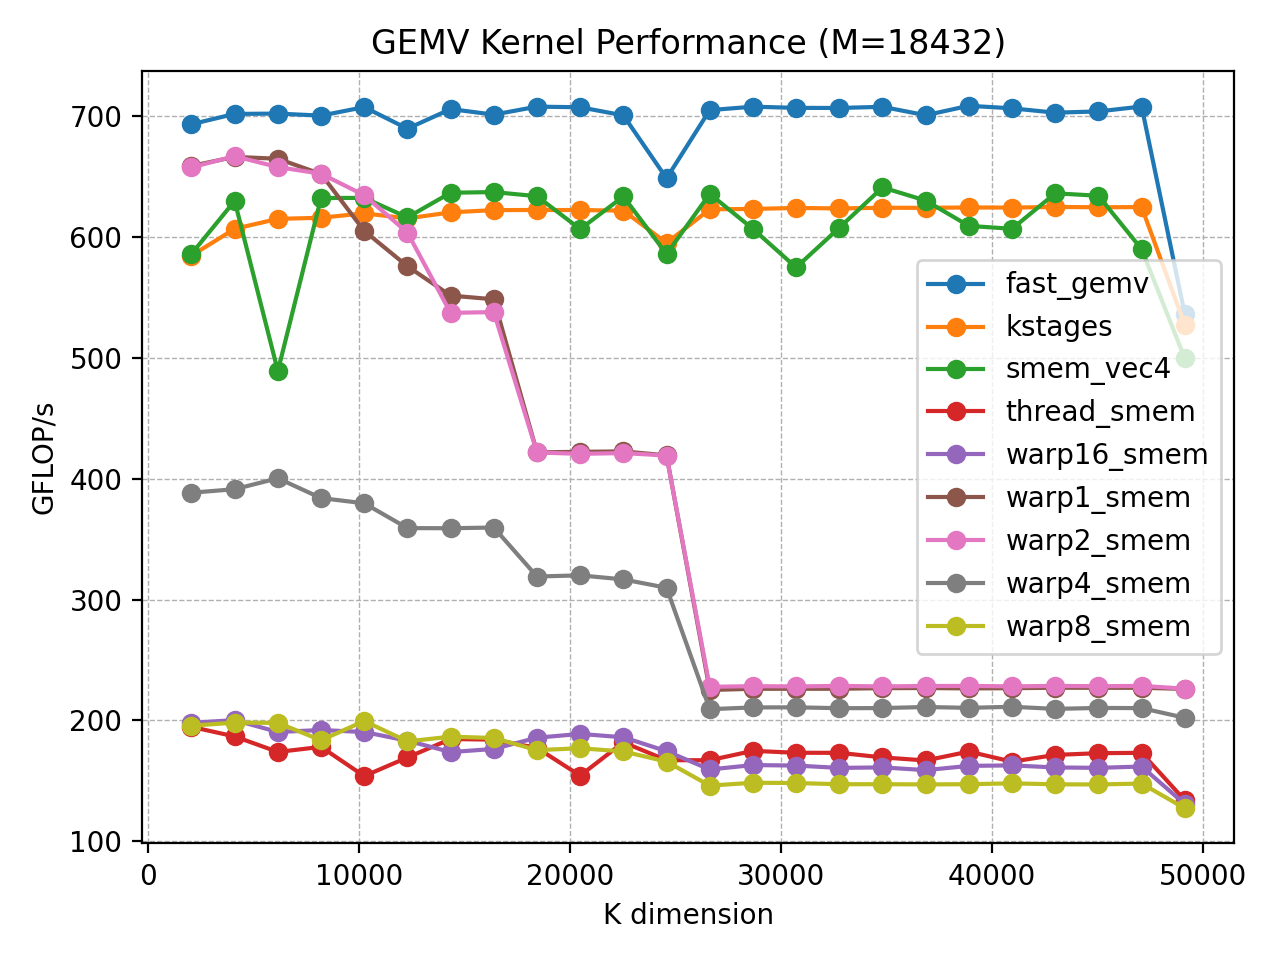 GEMV Kernel Performance (M=18432)
700
600
500
400
300
200
100
GFLOP/s
fast_gemv
kstages
smem_vec4
thread_smem
warp16_smem
warp1_smem
warp2_smem
warp4_smem
warp8_smem
0 10000 20000 30000 40000 50000
K dimension